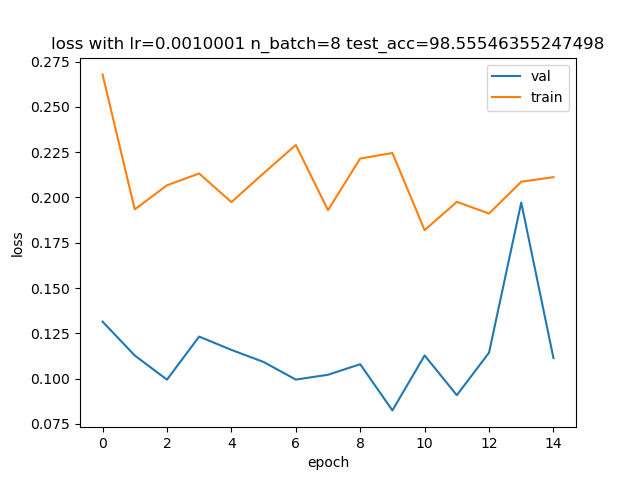 loss with lr=0.0010001 n_batch=8 test_acc=98.55546355247498
val
train
0.275
0.250
0.225
0.200
0.175
0.150
0.125
0.100
0.075
loss
0 2 4 6 8 10 12 14
epoch